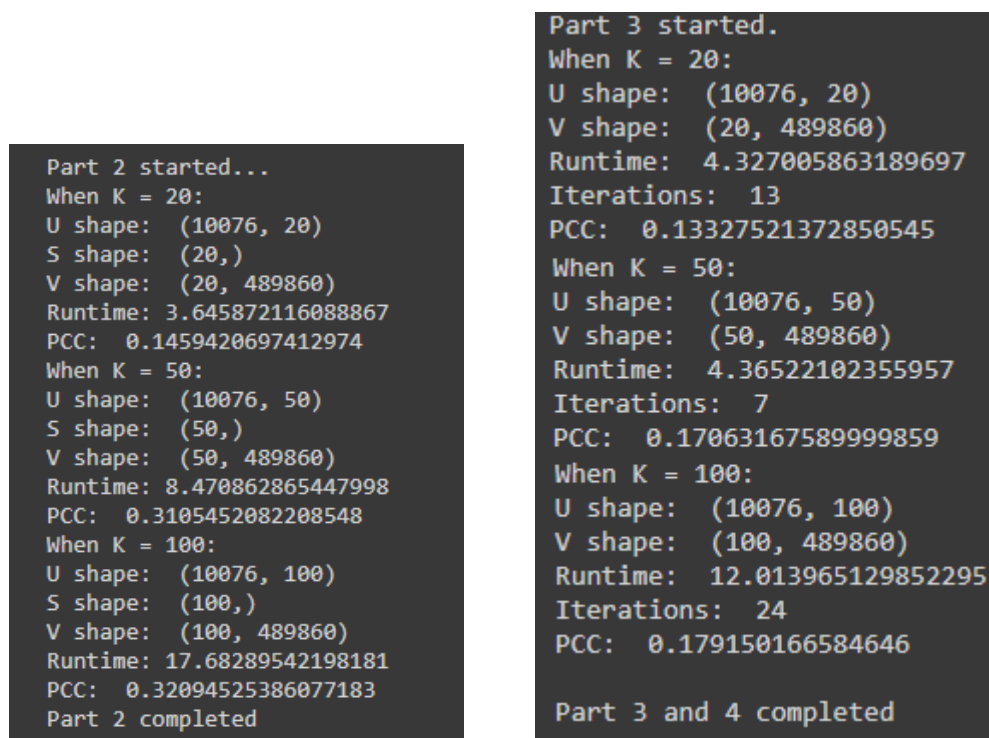 Part 2 started...
When K = 20:
U shape:  (10076, 20)
S shape:  (20,)
V shape:  (20, 489860)
Runtime: 3.645872116088867
PCC:  0.1459420697412974
When K = 50:
U shape:  (10076, 50)
S shape:  (50,)
V shape:  (50, 489860)
Runtime: 8.470862865447998
PCC:  0.3105452082208548
When K = 100:
U shape:  (10076, 100)
S shape:  (100,)
V shape:  (100, 489860)
Runtime: 17.68289542198181
PCC:  0.32094525386077183
Part 2 completed
Part 3 started.
When K = 20:
U shape:  (10076, 20)
V shape:  (20, 489860)
Runtime:  4.327005863189697
Iterations:  13
PCC:  0.13327521372850545
When K = 50:
U shape:  (10076, 50)
V shape:  (50, 489860)
Runtime:  4.36522102355957
Iterations:  7
PCC:  0.17063167589999859
When K = 100:
U shape:  (10076, 100)
V shape:  (100, 489860)
Runtime:  12.013965129852295
Iterations:  24
PCC:  0.179150166584646
Part 3 and 4 completed